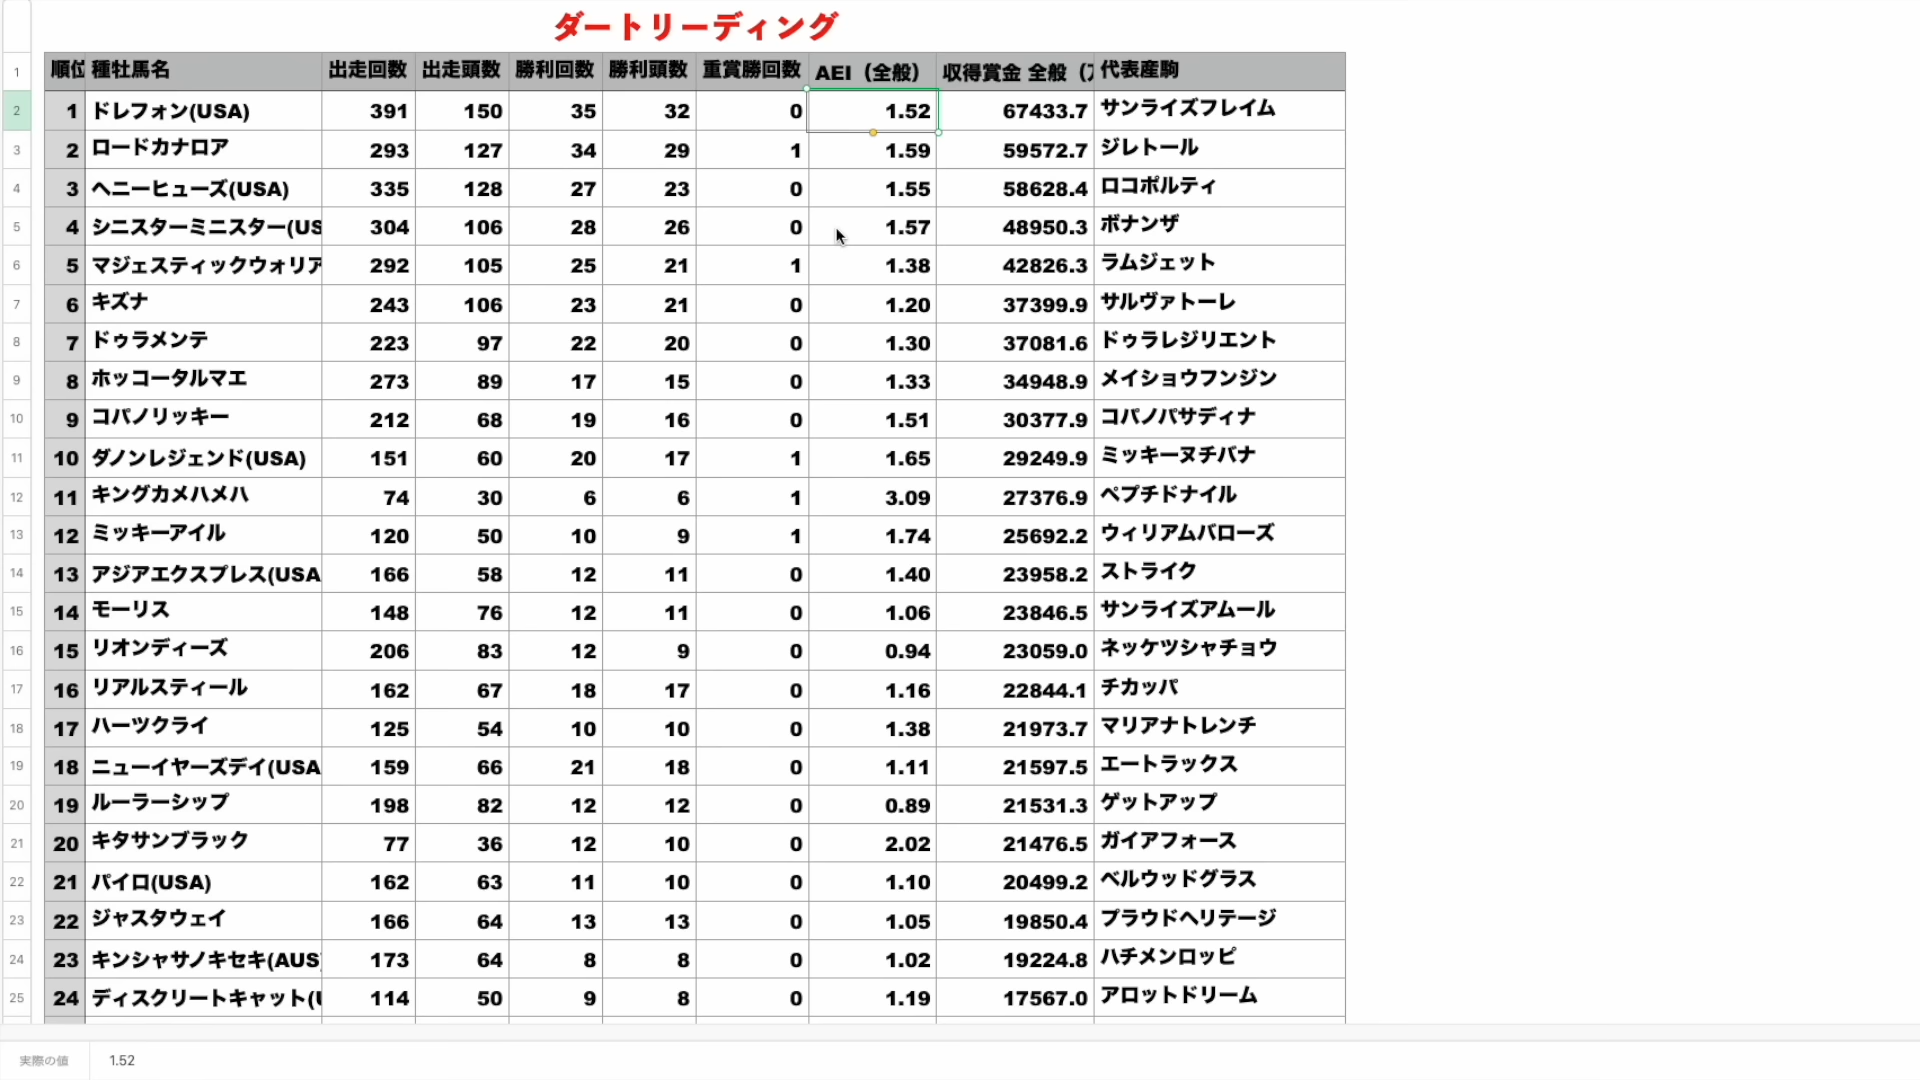 ダートリーディング
1 順位 種牡馬名 出走回数 出走頭数 勝利回数 勝利頭数 重賞勝回数 AEI（全般） 収得賞金 全般（万 代表産駒
2 1 ドレフォン(USA) 391 150 35 32 0 1.52 67433.7 サンライズフレイム
3 2 ロードカナロア 293 127 34 29 1 1.59 59572.7 ジレトール
4 3 ヘニーヒューズ(USA) 335 128 27 23 0 1.55 58628.4 ロコポルティ
5 4 シニスターミニスター(US 304 106 28 26 0 1.57 48950.3 ボナンザ
6 5 マジェスティックウォリア 292 105 25 21 1 1.38 42826.3 ラムジェット
7 6 キズナ 243 106 23 21 0 1.20 37399.9 サルヴァトーレ
8 7 ドゥラメンテ 223 97 22 20 0 1.30 37081.6 ドゥラレジリエント
9 8 ホッコータルマエ 273 89 17 15 0 1.33 34948.9 メイショウフンジン
10 9 コパノリッキー 212 68 19 16 0 1.51 30377.9 コパノパサディナ
11 10 ダノンレジェンド(USA) 151 60 20 17 1 1.65 29249.9 ミッキーヌチバナ
12 11 キングカメハメハ 74 30 6 6 1 3.09 27376.9 ペプチドナイル
13 12 ミッキーアイル 120 50 10 9 1 1.74 25692.2 ウィリアムバローズ
14 13 アジアエクスプレス(USA 166 58 12 11 0 1.40 23958.2 ストライク
15 14 モーリス 148 76 12 11 0 1.06 23846.5 サンライズアムール
16 15 リオンディーズ 206 83 12 9 0 0.94 23059.0 ネッケツシャチョウ
17 16 リアルスティール 162 67 18 17 0 1.16 22844.1 チカッパ
18 17 ハーツクライ 125 54 10 10 0 1.38 21973.7 マリアナトレンチ
19 18 ニューイヤーズデイ(USA 159 66 21 18 0 1.11 21597.5 エートラックス
20 19 ルーラーシップ 198 82 12 12 0 0.89 21531.3 ゲットアップ
21 20 キタサンブラック 77 36 12 10 0 2.02 21476.5 ガイアフォース
22 21 パイロ(USA) 162 63 11 10 0 1.10 20499.2 ベルウッドグラス
23 22 ジャスタウェイ 166 64 13 13 0 1.05 19850.4 プラウドヘリテージ
24 23 キンシャサノキセキ(AUS) 173 64 8 8 0 1.02 19224.8 ハチメンロッピ
25 24 ディスクリートキャット(U 114 50 9 8 0 1.19 17567.0 アロットドリーム
実際の値 1.52